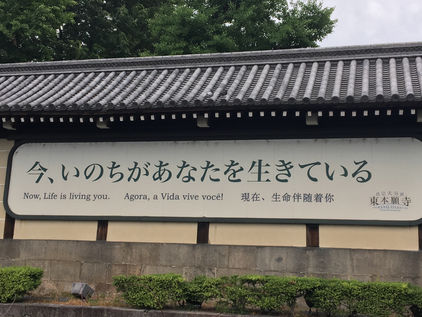 今、いのちがあなたを生きている
Now, Life is living you. Agora, a Vida vive você! 现在、生命伴随着你
東本願寺